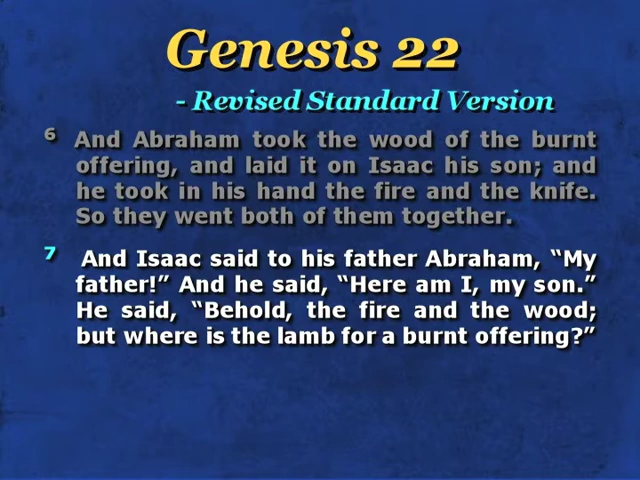 Genesis 22
- Revised Standard Version
6 And Abraham took the wood of the burnt
offering, and laid it on Isaac his son; and
he took in his hand the fire and the knife.
So they went both of them together.
7 And Isaac said to his father Abraham, “My
father!” And he said, “Here am I, my son.”
He said, “Behold, the fire and the wood;
but where is the lamb for a burnt offering?”